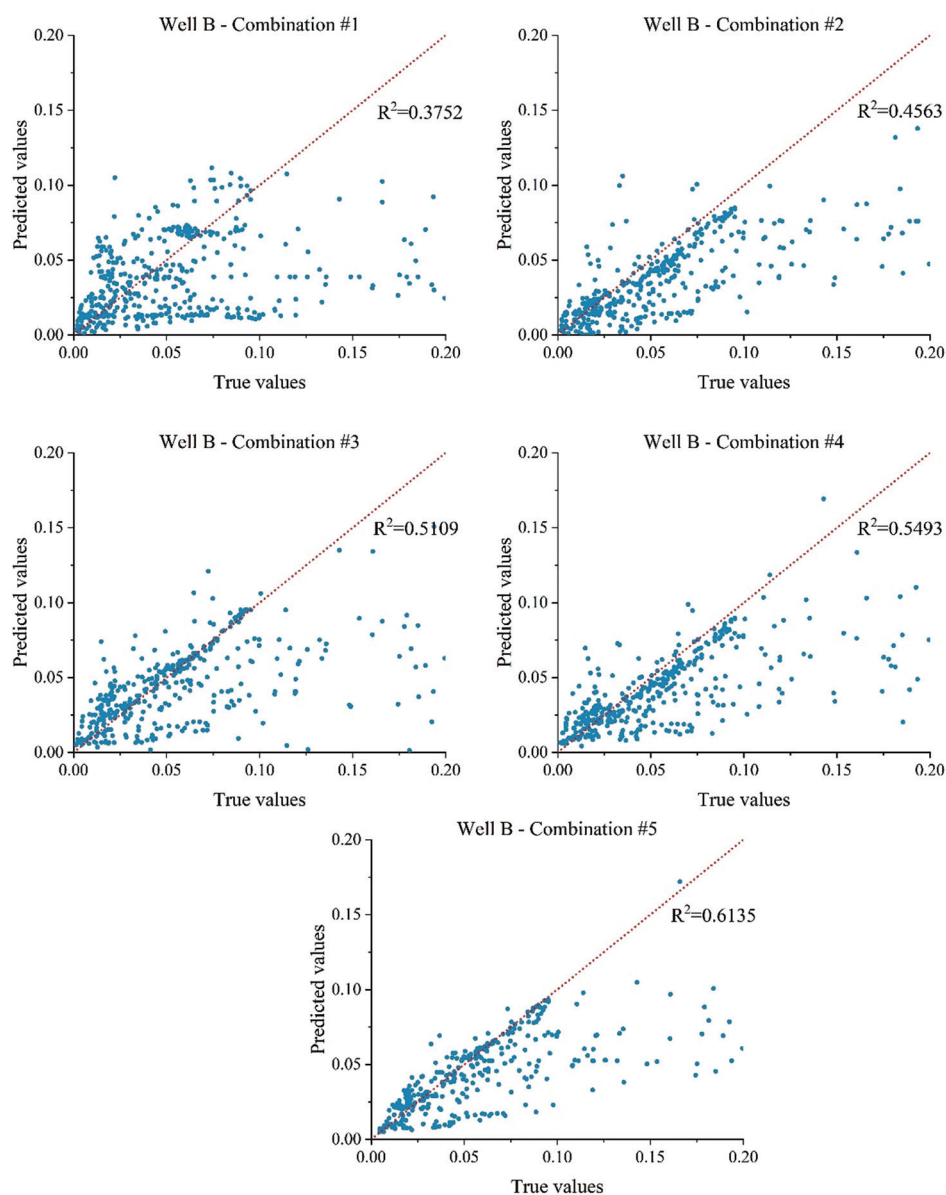 Well B - Combination #1
0.20
0.15
0.10
0.05
0.00
Predicted values
R²=0.3752
0.00 0.05 0.10 0.15 0.20
True values
Well B - Combination #2
0.20
0.15
0.10
0.05
0.00
Predicted values
R²=0.4563
0.00 0.05 0.10 0.15 0.20
True values
Well B - Combination #3
0.20
0.15
0.10
0.05
0.00
Predicted values
R²=0.5109
0.00 0.05 0.10 0.15 0.20
True values
Well B - Combination #4
0.20
0.15
0.10
0.05
0.00
Predicted values
R²=0.5493
0.00 0.05 0.10 0.15 0.20
True values
Well B - Combination #5
0.20
0.15
0.10
0.05
0.00
Predicted values
R²=0.6135
0.00 0.05 0.10 0.15 0.20
True values